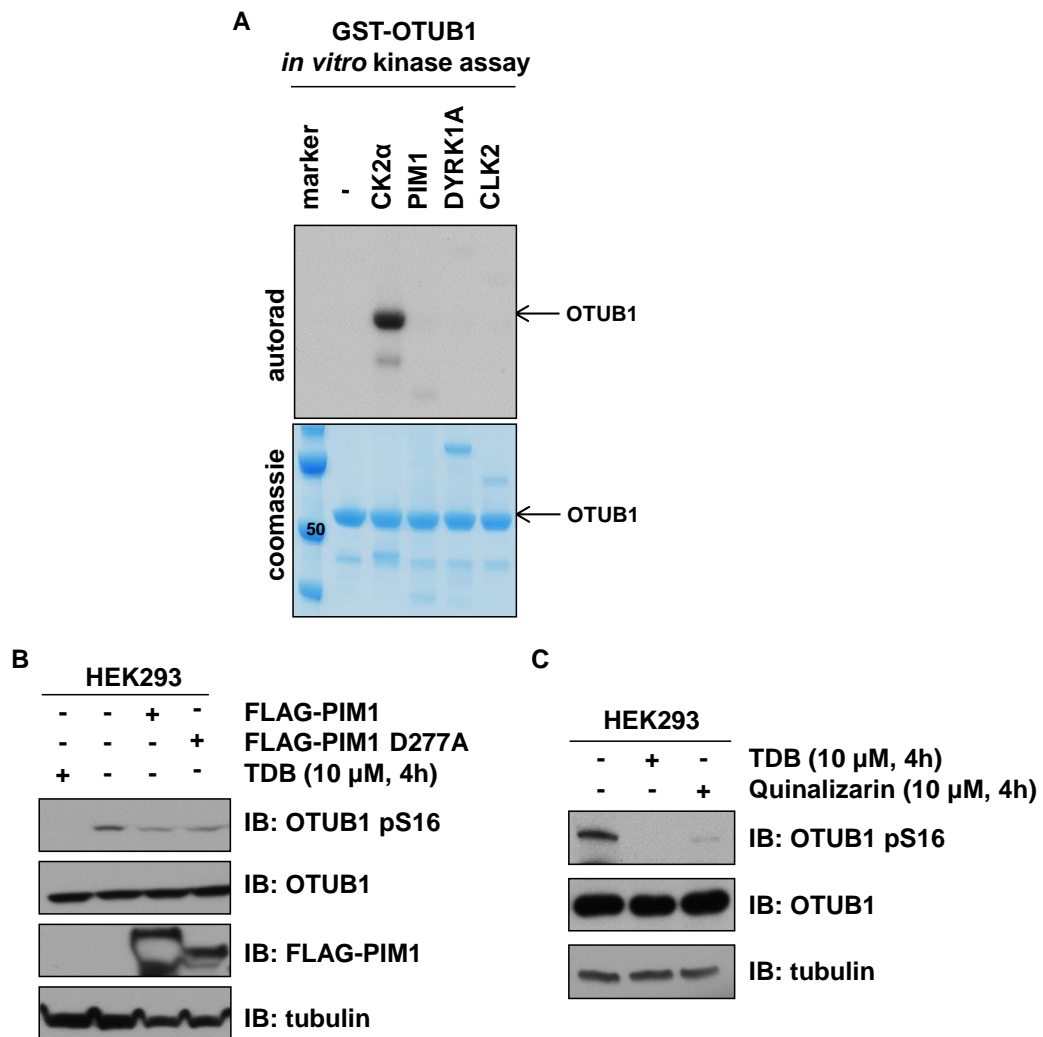 A
GST-OTUB1
in vitro kinase assay
marker
-
CK2α
PIM1
DYRK1A
CLK2
autorad
OTUB1
coomassie
50
OTUB1
B
HEK293
- - + - FLAG-PIM1
- - - + FLAG-PIM1 D277A
+ - - - TDB (10 µM, 4h)
IB: OTUB1 pS16
IB: OTUB1
IB: FLAG-PIM1
IB: tubulin
C
HEK293
- + - TDB (10 µM, 4h)
- - + Quinalizarin (10 µM, 4h)
IB: OTUB1 pS16
IB: OTUB1
IB: tubulin